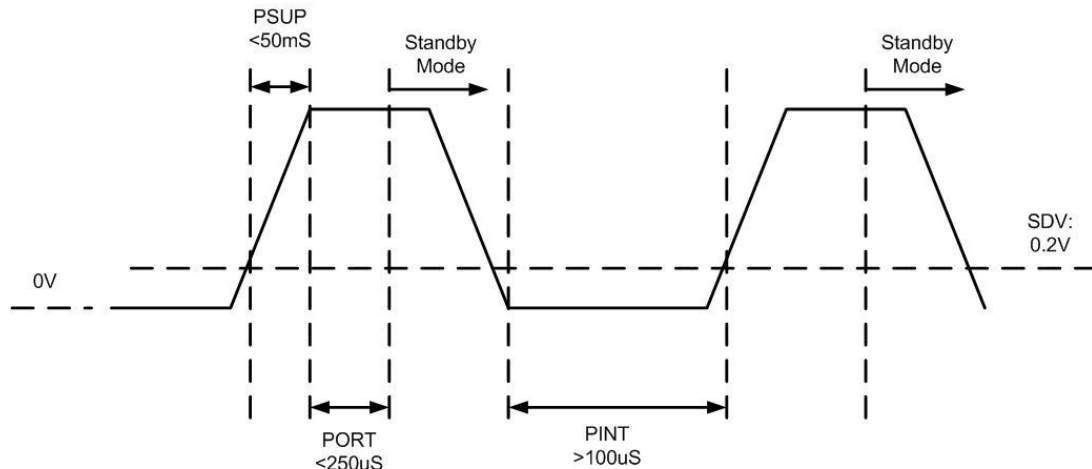 PSUP
<50mS
Standby
Mode
Standby
Mode
SDV:
0.2V
0V
PORT
<250uS
PINT
>100uS